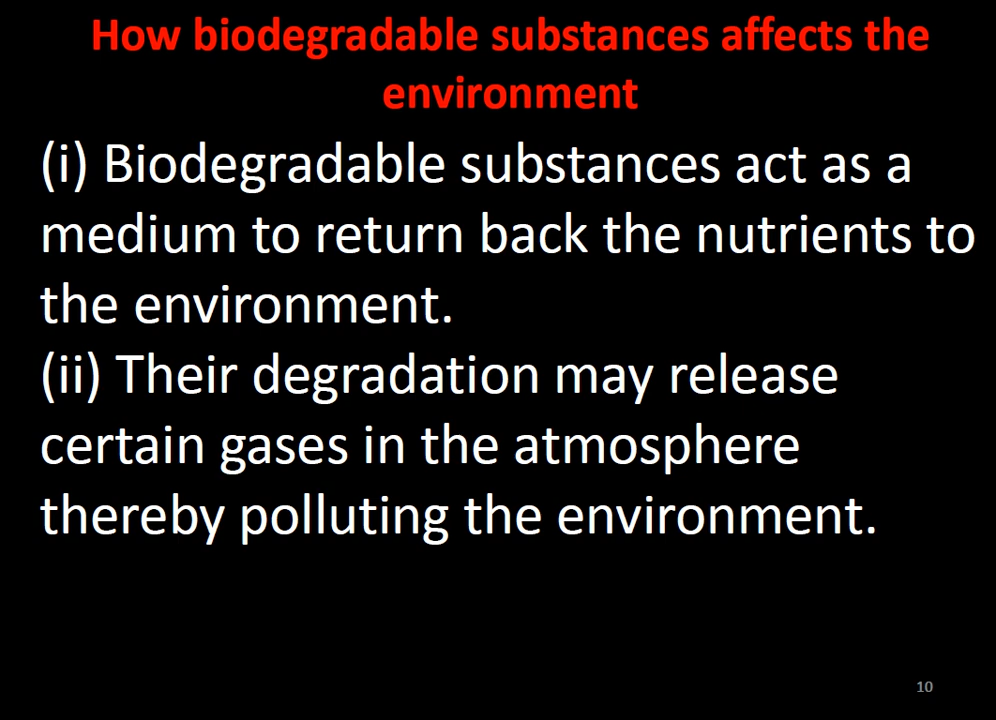 How biodegradable substances affects the
environment
(i) Biodegradable substances act as a
medium to return back the nutrients to
the environment.
(ii) Their degradation may release
certain gases in the atmosphere
thereby polluting the environment.
10